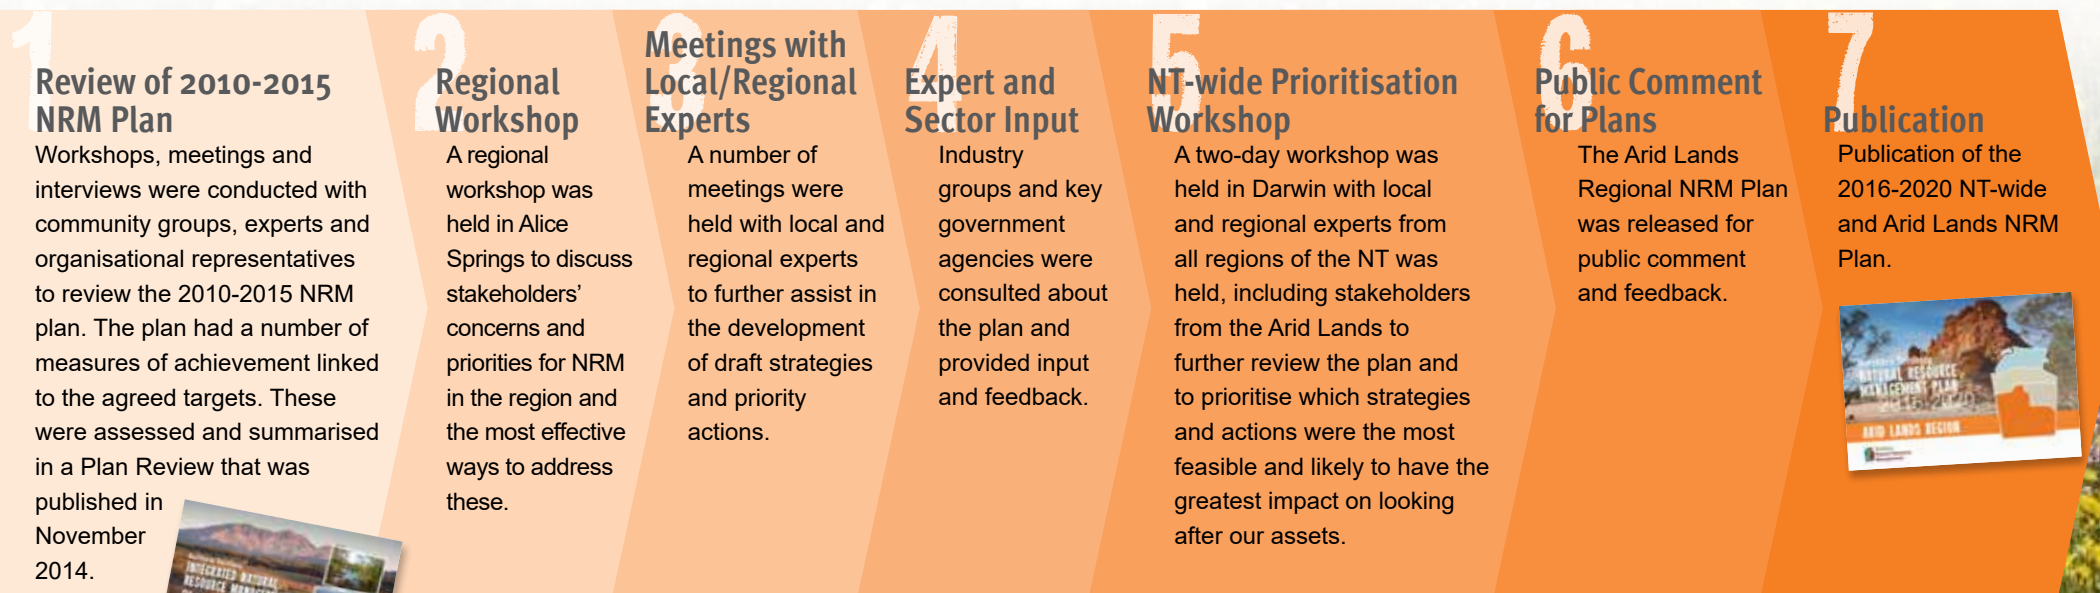 1
Review of 2010-2015
NRM Plan
Workshops, meetings and
interviews were conducted with
community groups, experts and
organisational representatives
to review the 2010-2015 NRM
plan. The plan had a number of
measures of achievement linked
to the agreed targets. These
were assessed and summarised
in a Plan Review that was
published in
November
2014.
INTEGRATED NATURAL
RESOURCE
2
Regional
Workshop
A regional
workshop was
held in Alice
Springs to discuss
stakeholders’
concerns and
priorities for NRM
in the region and
the most effective
ways to address
these.
3
Meetings with
Local/Regional
Experts
A number of
meetings were
held with local and
regional experts
to further assist in
the development
of draft strategies
and priority
actions.
4
Expert and
Sector Input
Industry
groups and key
government
agencies were
consulted about
the plan and
provided input
and feedback.
5
NT-wide Prioritisation
Workshop
A two-day workshop was
held in Darwin with local
and regional experts from
all regions of the NT was
held, including stakeholders
from the Arid Lands to
further review the plan and
to prioritise which strategies
and actions were the most
feasible and likely to have the
greatest impact on looking
after our assets.
6
Public Comment
for Plans
The Arid Lands
Regional NRM Plan
was released for
public comment
and feedback.
7
Publication
Publication of the
2016-2020 NT-wide
and Arid Lands NRM
Plan.
NATURAL RESOURCE
MANAGEMENT PLAN
2016-2020
ARID LANDS REGION